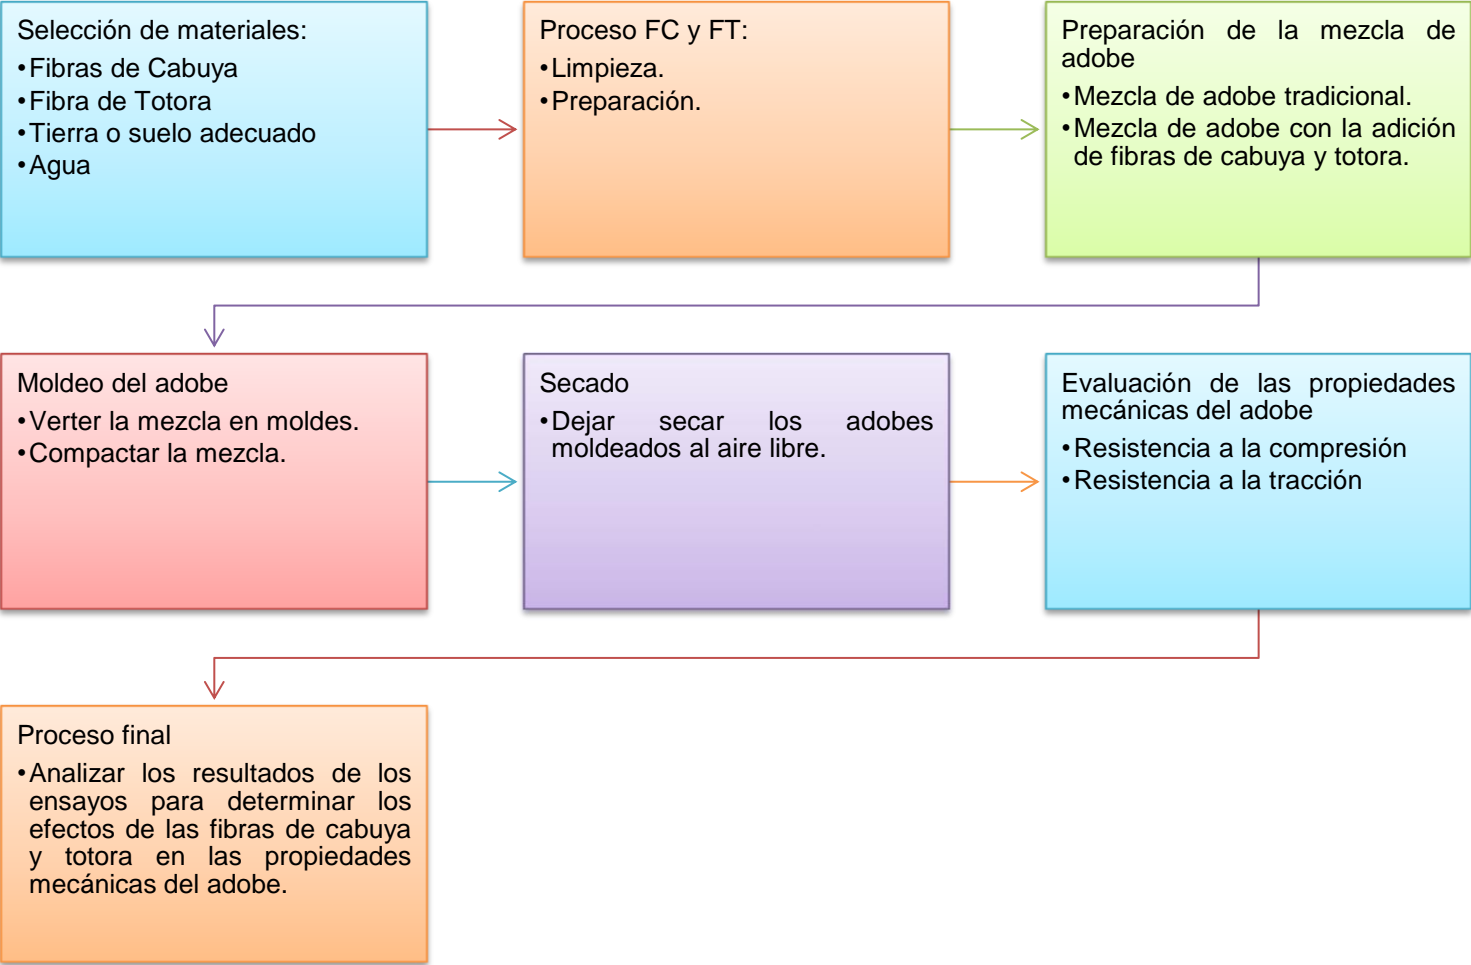 Selección de materiales:
•Fibras de Cabuya
•Fibra de Totora
•Tierra o suelo adecuado
•Agua
Proceso FC y FT:
•Limpieza.
•Preparación.
Preparación de la mezcla de
adobe
•Mezcla de adobe tradicional.
•Mezcla de adobe con la adición
de fibras de cabuya y totora.
Moldeo del adobe
•Verter la mezcla en moldes.
•Compactar la mezcla.
Secado
•Dejar secar los adobes
moldeados al aire libre.
Evaluación de las propiedades
mecánicas del adobe
•Resistencia a la compresión
•Resistencia a la tracción
Proceso final
•Analizar los resultados de los
ensayos para determinar los
efectos de las fibras de cabuya
y totora en las propiedades
mecánicas del adobe.